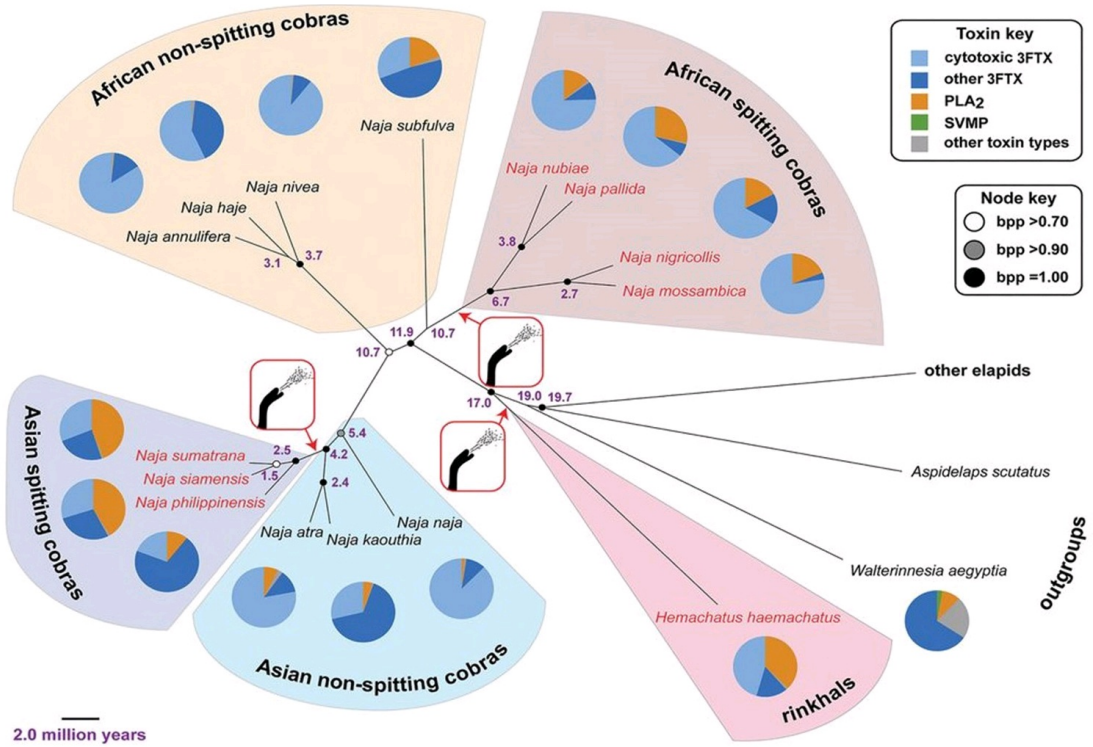 African non-spitting cobras
Naja subfulva
Naja nivea
Naja haje
Naja annulifera
3.1
3.7
African spitting cobras
Naja nubiae
Naja pallida
3.8
Naja nigricollis
Naja mossambica
6.7
2.7
Toxin key
cytotoxic 3FTX
other 3FTX
PLA2
SVMP
other toxin types
Node key
bpp >0.70
bpp >0.90
bpp =1.00
11.9
10.7
10.7
17.0
19.0
19.7
other elapids
Aspidelaps scutatus
Walterinnesia aegyptia
outgroups
Hemachatus haemachatus
rinkhals
Asian spitting cobras
Naja sumatrana
Naja siamensis
Naja philippinensis
2.5
1.5
5.4
4.2
2.4
Naja naja
Naja atra
Naja kaouthia
Asian non-spitting cobras
2.0 million years